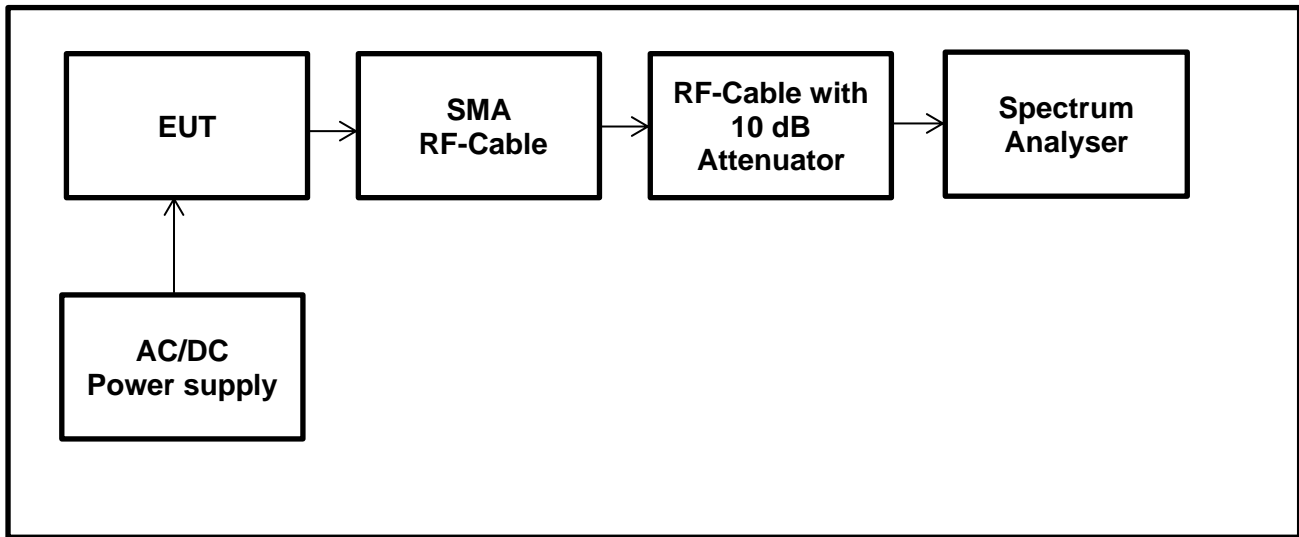 EUT
SMA
RF-Cable
RF-Cable with
10 dB
Attenuator
Spectrum
Analyser
AC/DC
Power supply